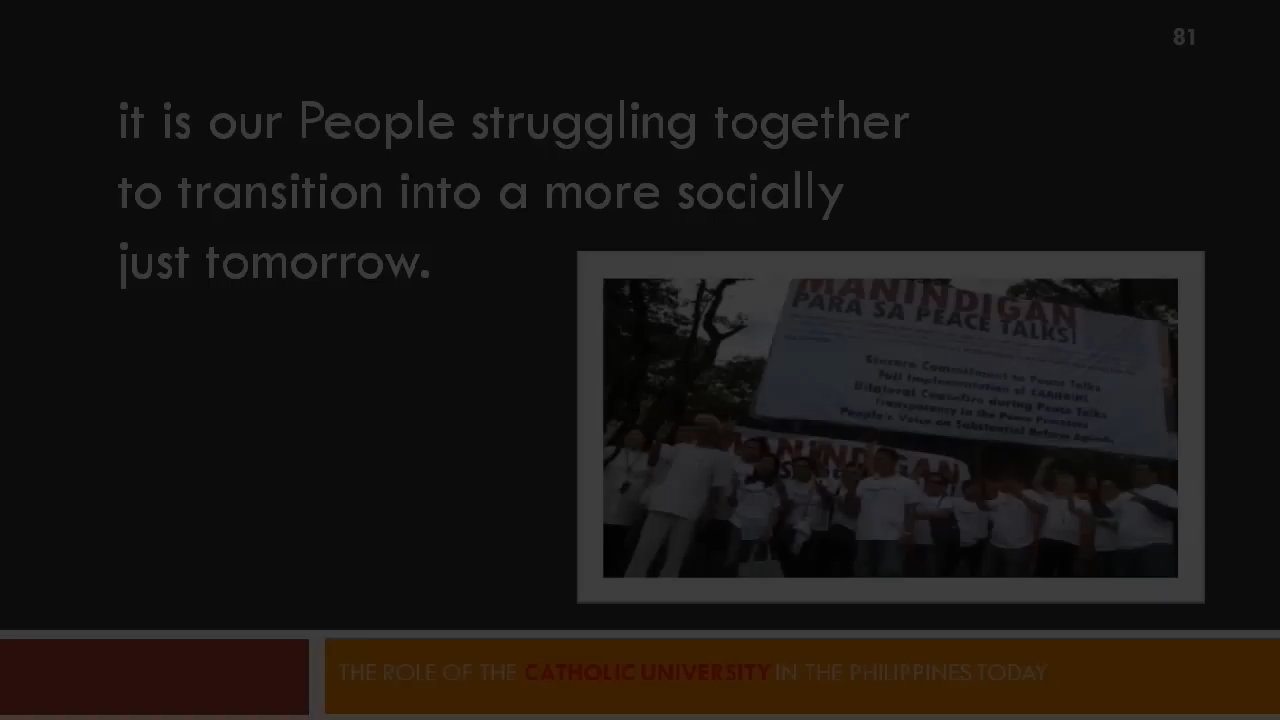 81
it is our People struggling together
to transition into a more socially
just tomorrow.
MANINDIGAN
PARA SA PEACE TALKS!
Sincere Commitment to Peace Talks
Full Implementation of CARHRIHL
Bilateral Ceasefire during Peace Talks
Transparency in the Peace Processes
People's Voice on Substantial Reform Agenda
MANINDIGAN
THE ROLE OF THE CATHOLIC UNIVERSITY IN THE PHILIPPINES TODAY